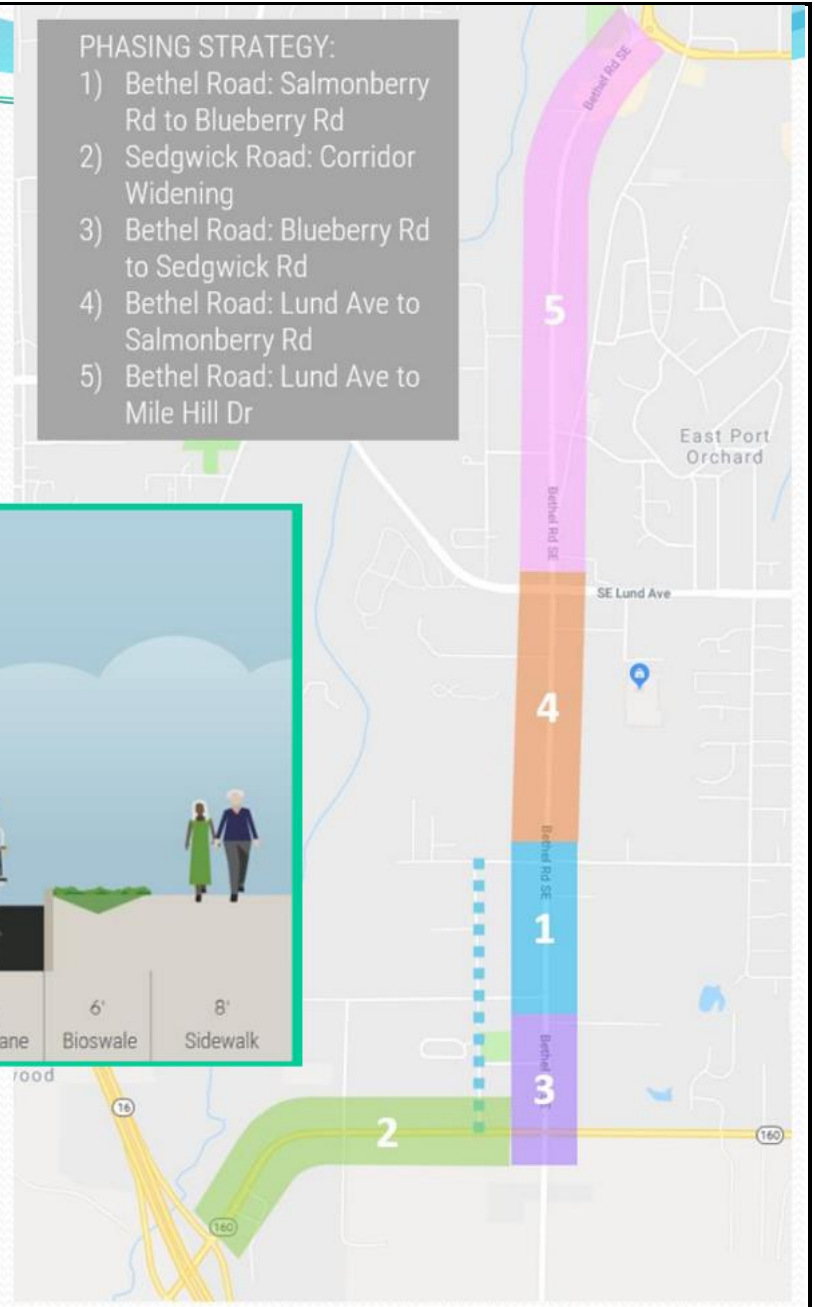 PHASING STRATEGY:
1) Bethel Road: Salmonberry
Rd to Blueberry Rd
2) Sedgwick Road: Corridor
Widening
3) Bethel Road: Blueberry Rd
to Sedgwick Rd
4) Bethel Road: Lund Ave to
Salmonberry Rd
5) Bethel Road: Lund Ave to
Mile Hill Dr
Bethel Rd SE
5
East Port
Orchard
Bethel Rd SE
SE Lund Ave
4
Bethel Rd SE
1
6'
8'
Bioswale
Sidewalk
3
16
2
160
160